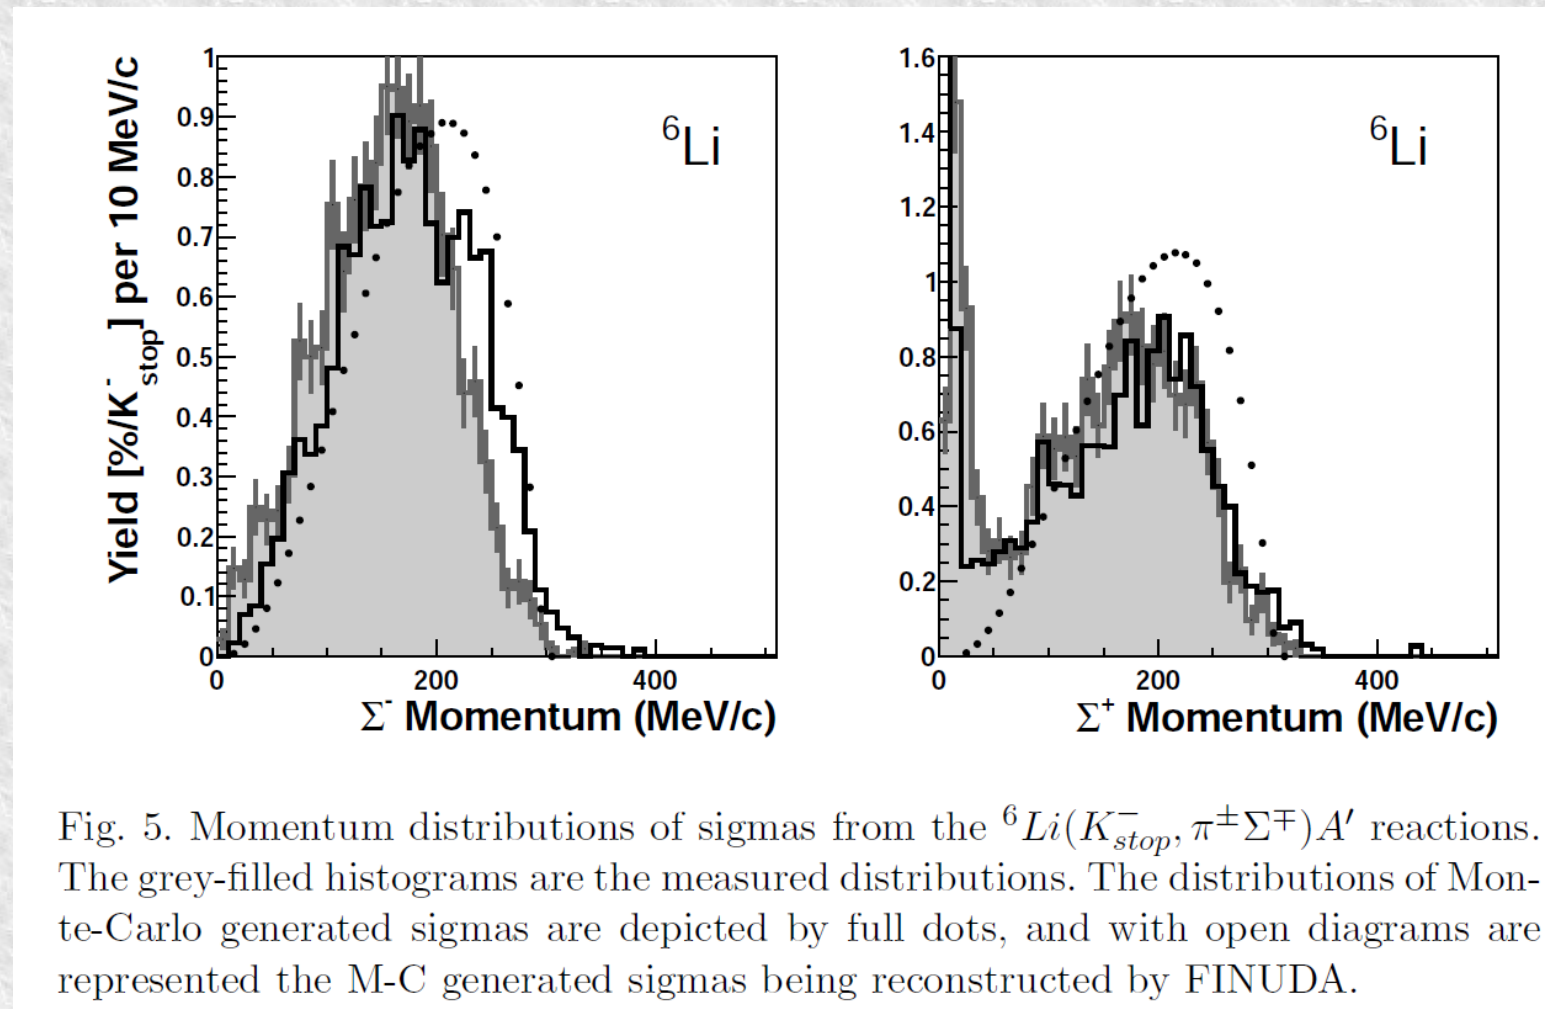 Yield [%/K⁻stop] per 10 MeV/c
1
0.9
0.8
0.7
0.6
0.5
0.4
0.3
0.2
0.1
0
0 200 400
⁶Li
Σ⁻ Momentum (MeV/c)
1.6
1.4
1.2
1
0.8
0.6
0.4
0.2
0
0 200 400
⁶Li
Σ⁺ Momentum (MeV/c)
Fig. 5. Momentum distributions of sigmas from the ⁶Li(K⁻stop, π±Σ∓)A′ reactions.
The grey-filled histograms are the measured distributions. The distributions of Mon-
te-Carlo generated sigmas are depicted by full dots, and with open diagrams are
represented the M-C generated sigmas being reconstructed by FINUDA.